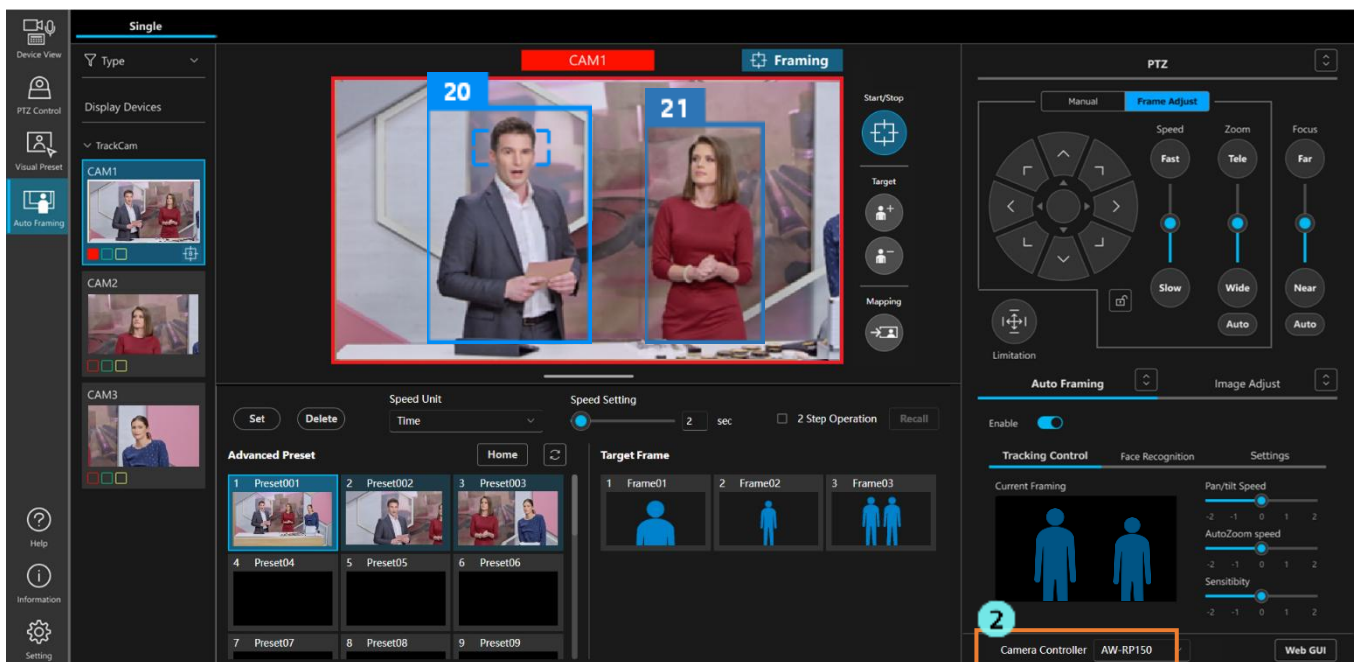 Device View
PTZ Control
Visual Preset
Auto Framing
Help
Information
Setting
Single
Type
Display Devices
TrackCam
CAM1
CAM2
CAM3
CAM1
Framing
20
21
Start/Stop
Target
Mapping
Set
Delete
Speed Unit
Time
Speed Setting
2 sec
2 Step Operation
Recall
Advanced Preset
Home
1 Preset001
2 Preset002
3 Preset003
4 Preset04
5 Preset05
6 Preset06
7 Preset07
8 Preset08
9 Preset09
Target Frame
1 Frame01
2 Frame02
3 Frame03
PTZ
Manual
Frame Adjust
Speed
Zoom
Focus
Fast
Tele
Far
Slow
Wide
Near
Auto
Auto
Limitation
Auto Framing
Image Adjust
Enable
Tracking Control
Face Recognition
Settings
Current Framing
Pan/tilt Speed
-2 -1 0 1 2
AutoZoom speed
-2 -1 0 1 2
Sensitibity
-2 -1 0 1 2
2
Camera Controller
AW-RP150
Web GUI